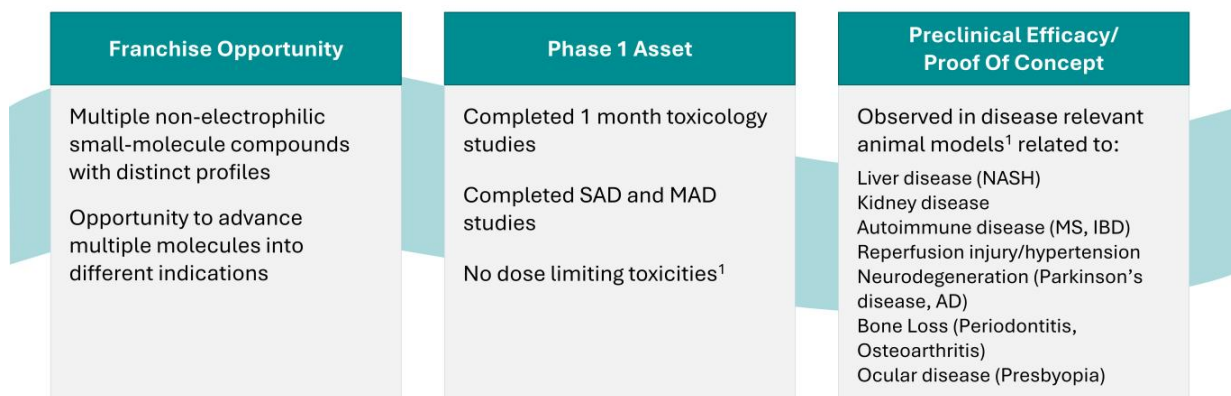 Franchise Opportunity
Multiple non-electrophilic
small-molecule compounds
with distinct profiles
Opportunity to advance
multiple molecules into
different indications
Phase 1 Asset
Completed 1 month toxicology
studies
Completed SAD and MAD
studies
No dose limiting toxicities¹
Preclinical Efficacy/
Proof Of Concept
Observed in disease relevant
animal models¹ related to:
Liver disease (NASH)
Kidney disease
Autoimmune disease (MS, IBD)
Reperfusion injury/hypertension
Neurodegeneration (Parkinson’s
disease, AD)
Bone Loss (Periodontitis,
Osteoarthritis)
Ocular disease (Presbyopia)